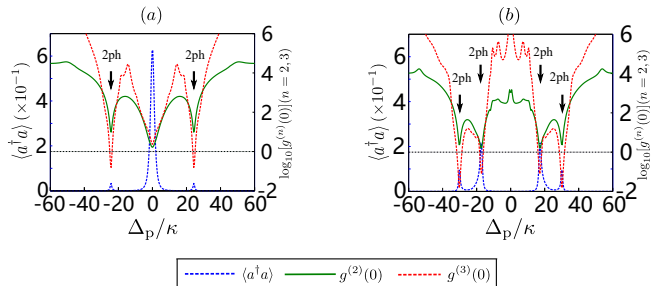 (a)
(b)
2ph
2ph
2ph
2ph
2ph
2ph
6
4
2
0
⟨a†a⟩ (×10⁻¹)
6
4
2
0
-2
log₁₀[g⁽ⁿ⁾(0)](n = 2, 3)
-60 -40 -20 0 20 40 60
Δₚ/κ
6
4
2
0
⟨a†a⟩ (×10⁻¹)
6
4
2
0
-2
log₁₀[g⁽ⁿ⁾(0)](n = 2, 3)
-60 -40 -20 0 20 40 60
Δₚ/κ
⟨a†a⟩ g⁽²⁾(0) g⁽³⁾(0)